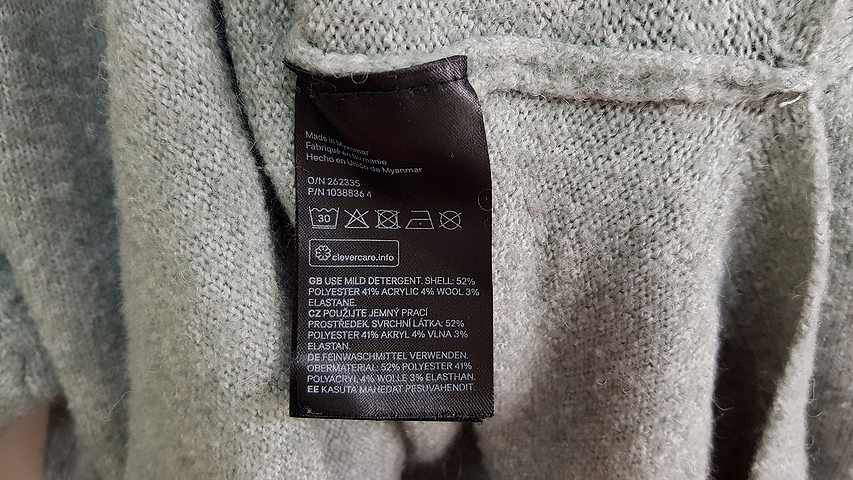 Made in Myanmar
Fabriqué en Birmanie
Hecho en Unión de Myanmar
O/N 262335
P/N 1038836 4
30
clevercare.info
GB USE MILD DETERGENT. SHELL: 52%
POLYESTER 41% ACRYLIC 4% WOOL 3%
ELASTANE.
CZ POUŽIJTE JEMNÝ PRACÍ
PROSTŘEDEK. SVRCHNÍ LÁTKA: 52%
POLYESTER 41% AKRYL 4% VLNA 3%
ELASTAN.
DE FEINWASCHMITTEL VERWENDEN.
OBERMATERIAL: 52% POLYESTER 41%
POLYACRYL 4% WOLLE 3% ELASTHAN.
EE KASUTA MAHEDAT PESUVAHENDIT.